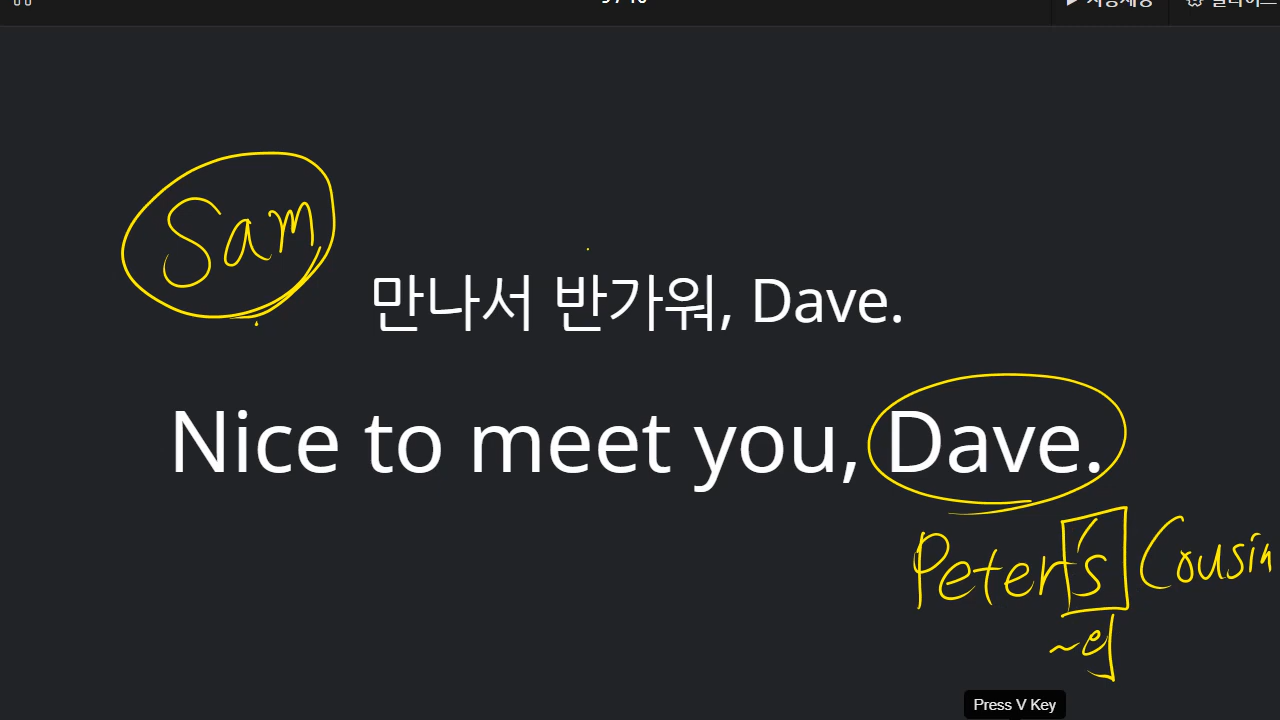 Sam
만나서 반가워, Dave.
Nice to meet you, Dave.
Peter's Cousin
~의
Press V Key